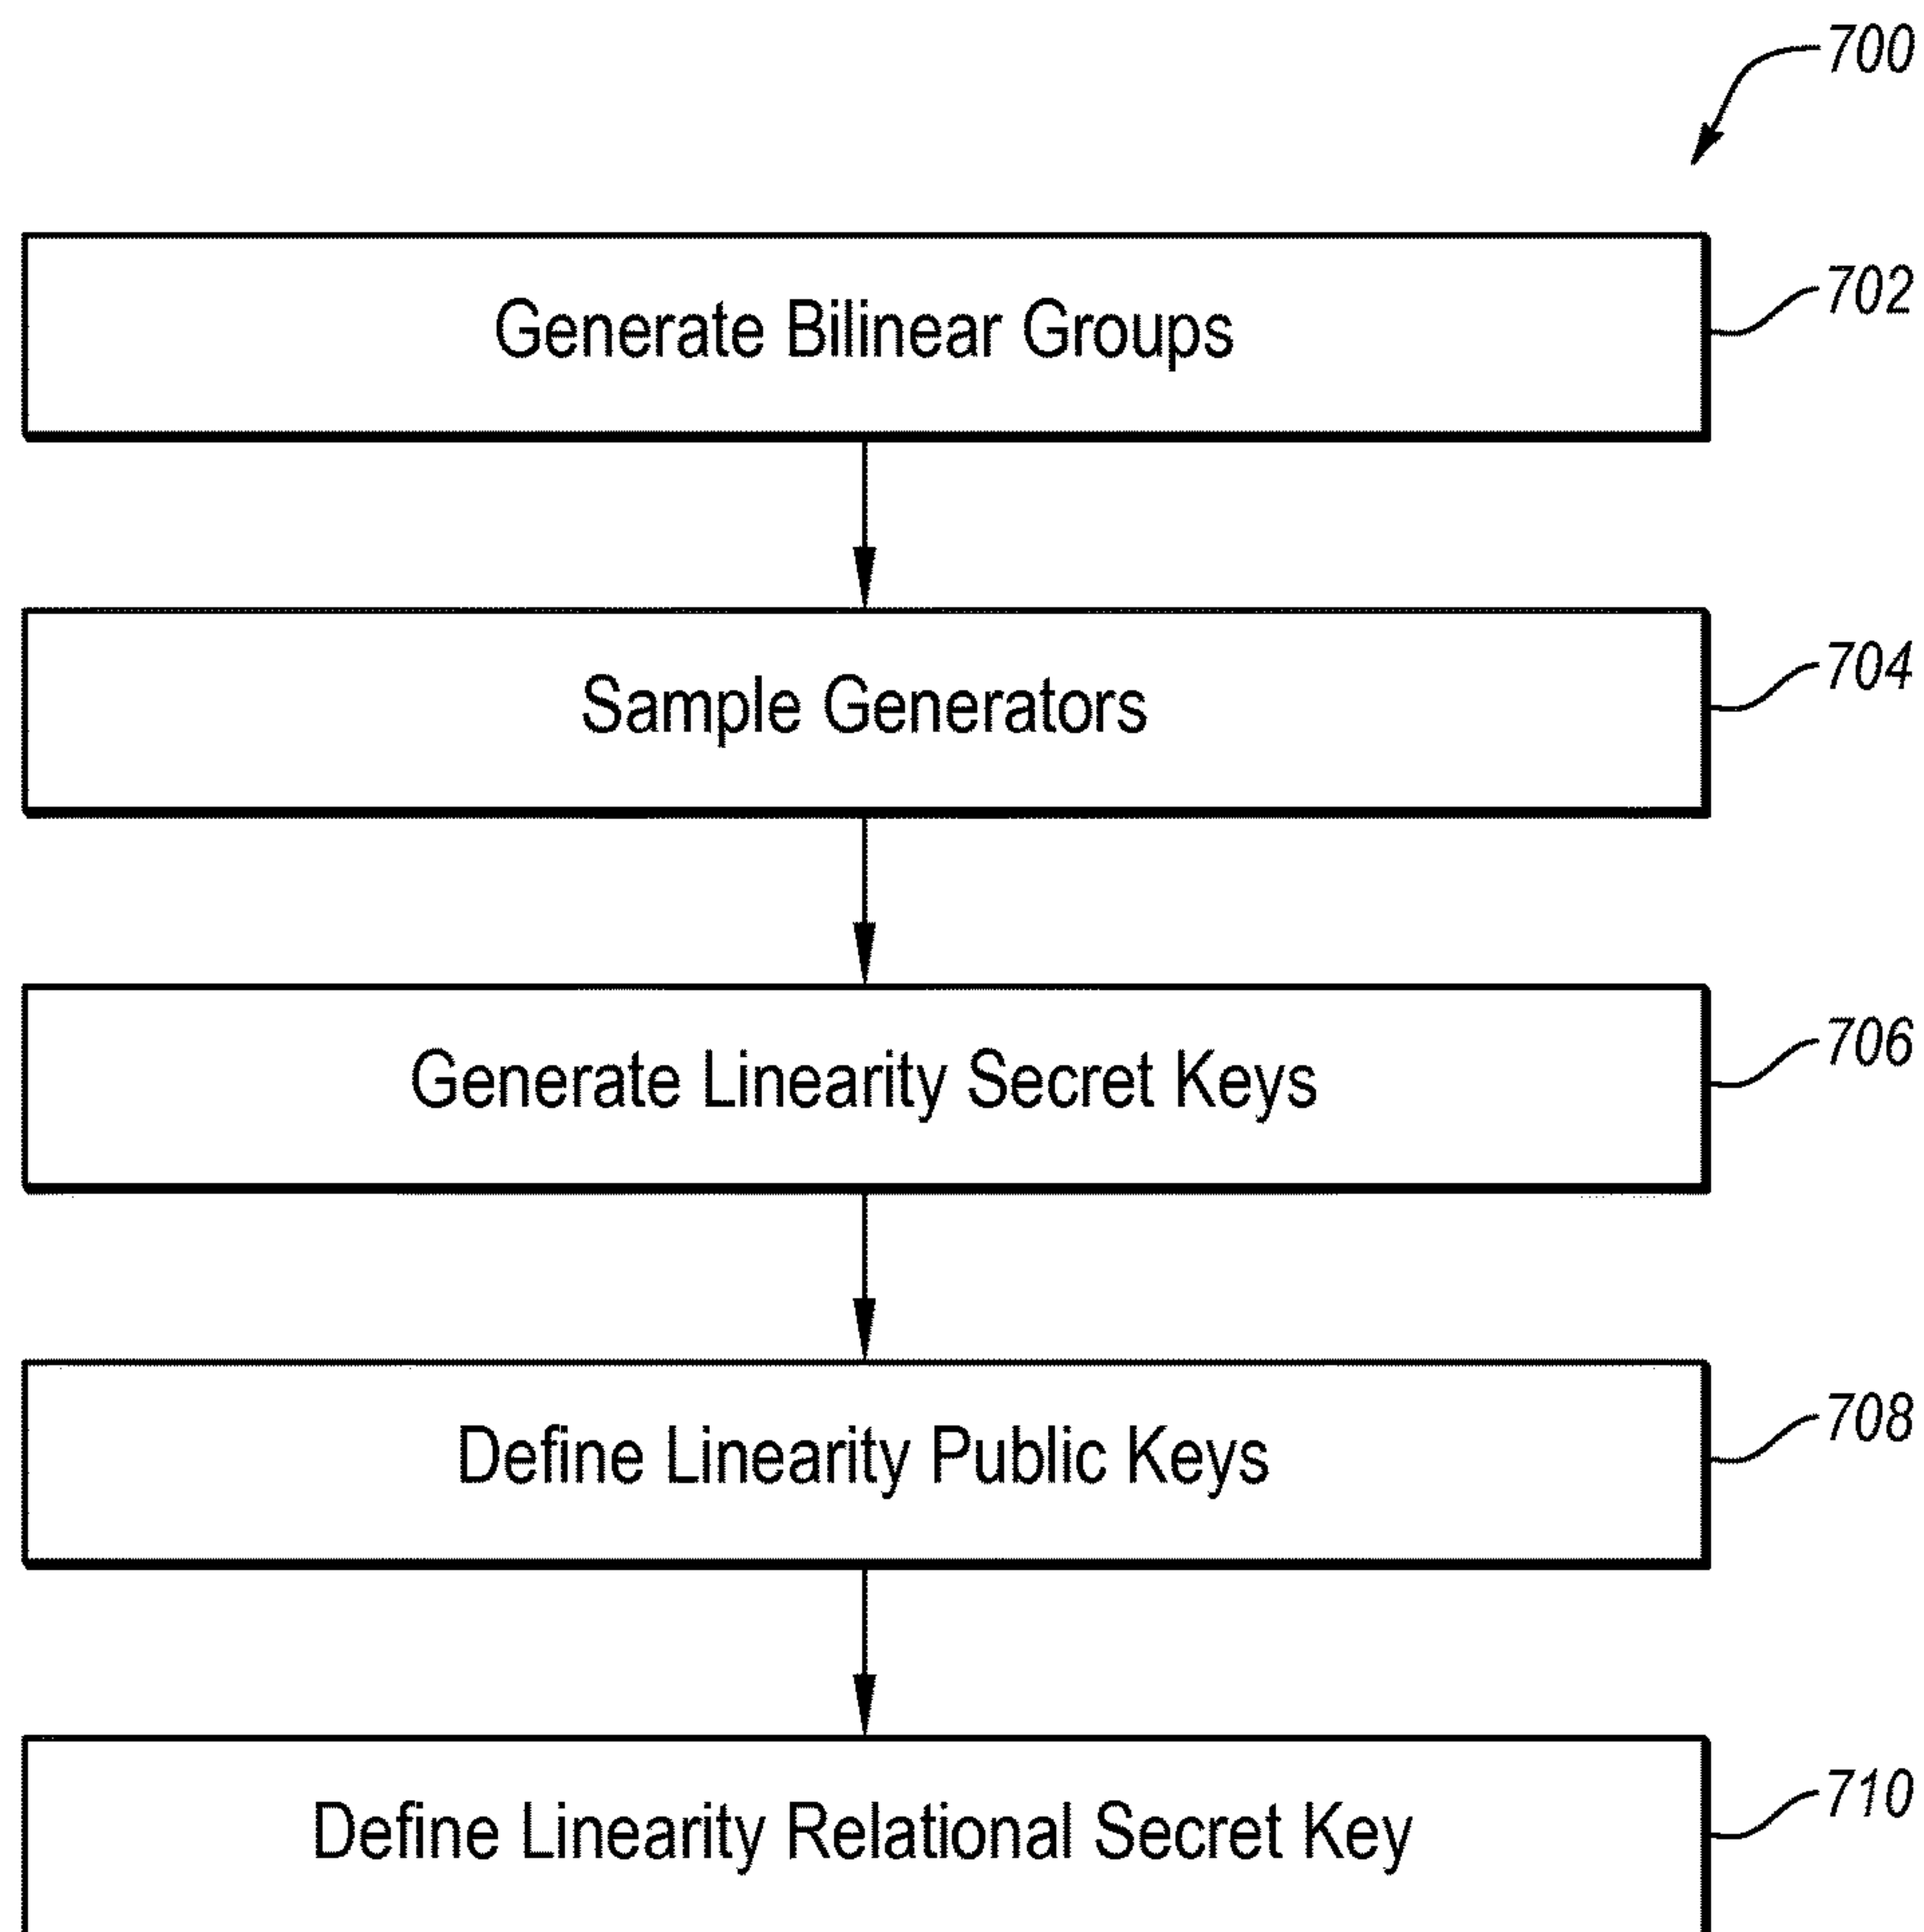 700
Generate Bilinear Groups
702
Sample Generators
704
Generate Linearity Secret Keys
706
Define Linearity Public Keys
708
Define Linearity Relational Secret Key
710